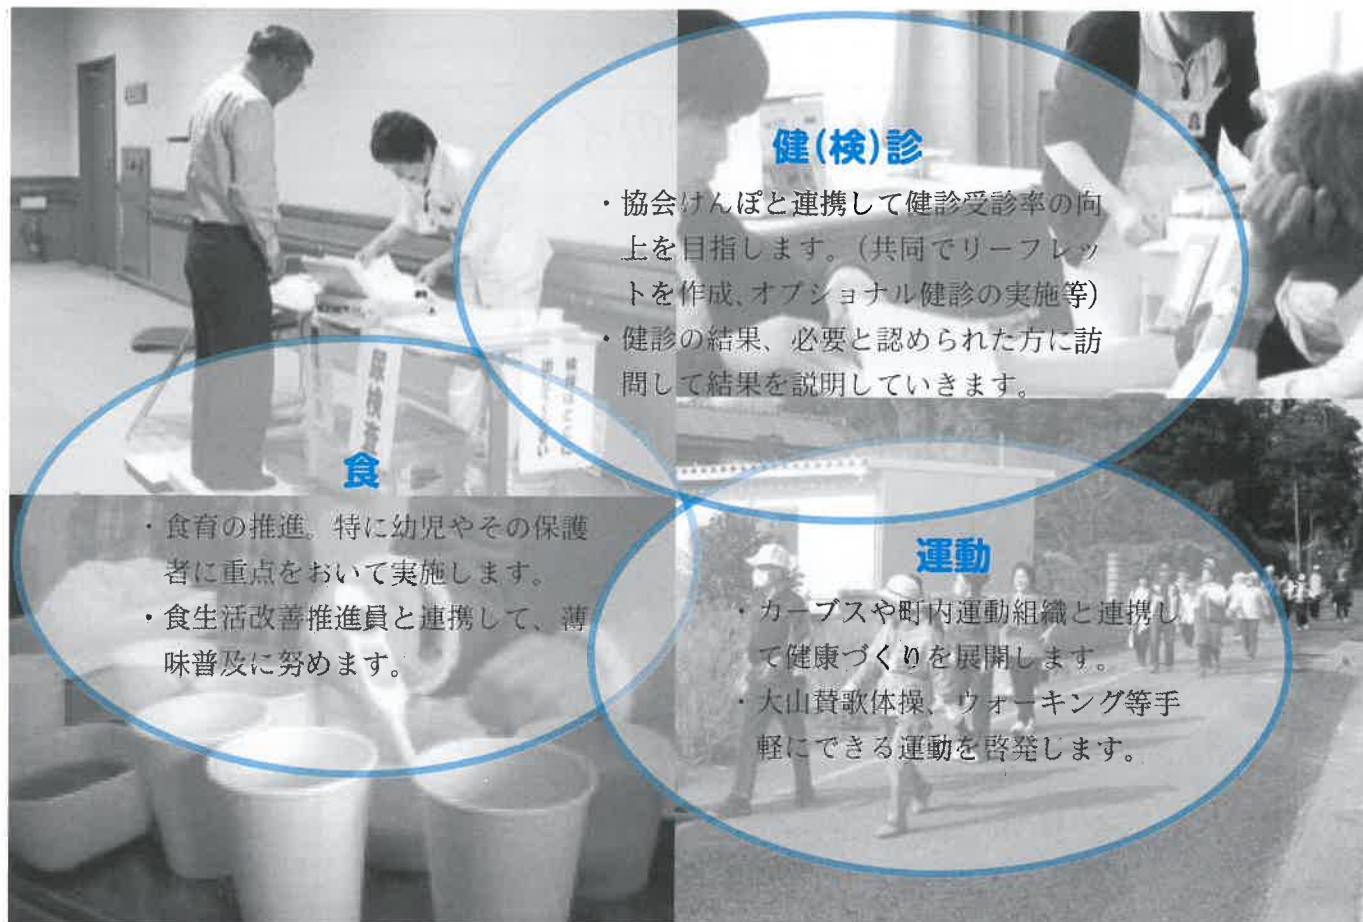 健(検)診
・協会けんぽと連携して健診受診率の向
上を目指します。(共同でリーフレッ
トを作成、オプショナル健診の実施等)
・健診の結果、必要と認められた方に訪
問して結果を説明していきます。
尿検査
食
・食育の推進。特に幼児やその保護
者に重点をおいて実施します。
・食生活改善推進員と連携して、薄
味普及に努めます。
運動
・カーブスや町内運動組織と連携し
て健康づくりを展開します。
・大山賛歌体操、ウォーキング等手
軽にできる運動を啓発します。